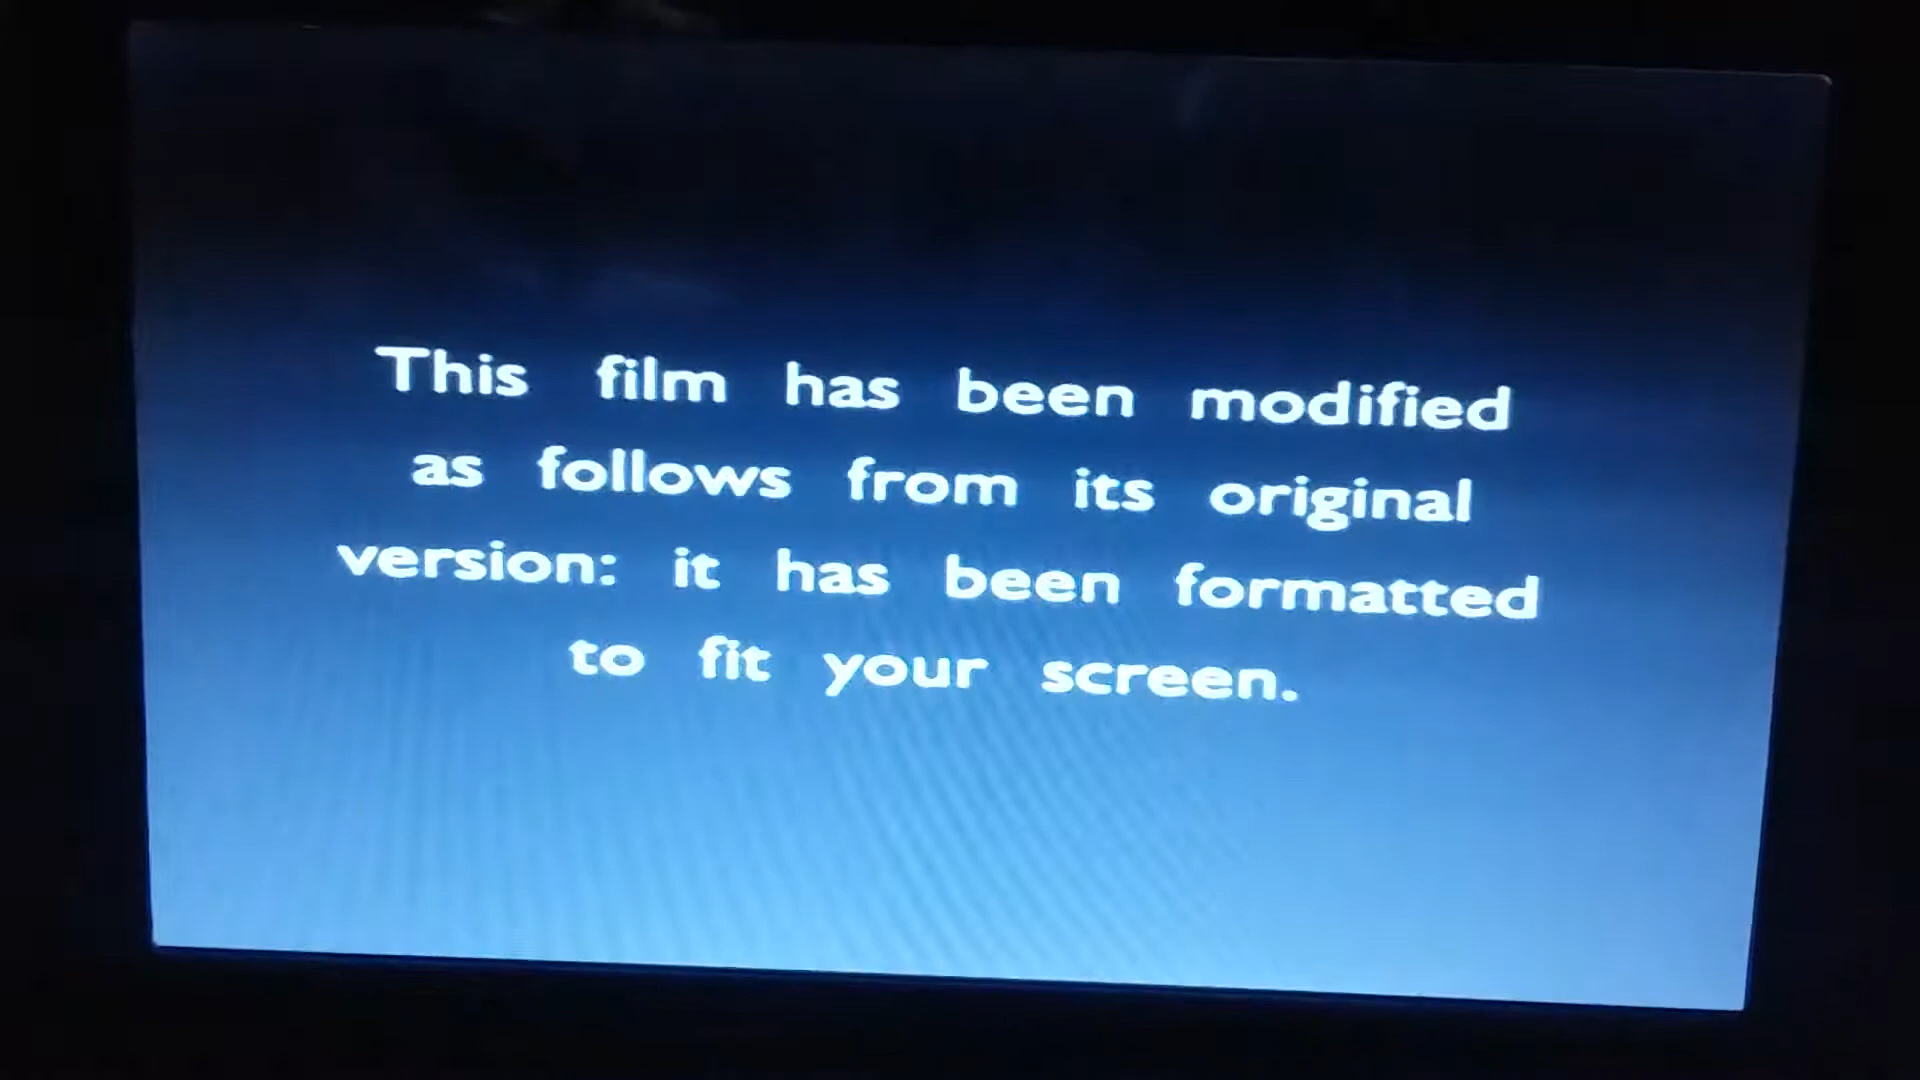 This film has been modified
as follows from its original
version: it has been formatted
to fit your screen.